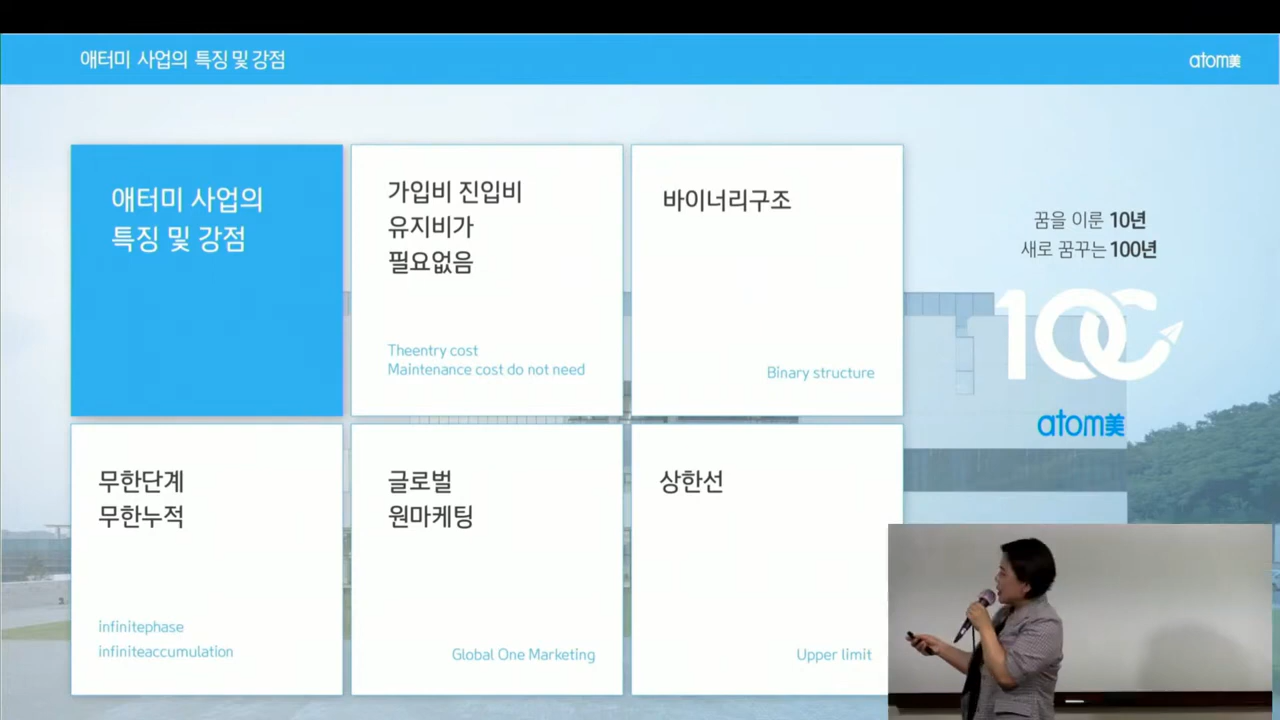 애터미 사업의 특징 및 강점
atom美
애터미 사업의
특징 및 강점
가입비 진입비
유지비가
필요없음
Theentry cost
Maintenance cost do not need
바이너리구조
Binary structure
꿈을 이룬 10년
새로 꿈꾸는 100년
100
atom美
무한단계
무한누적
infinitephase
infiniteaccumulation
글로벌
원마케팅
Global One Marketing
상한선
Upper limit